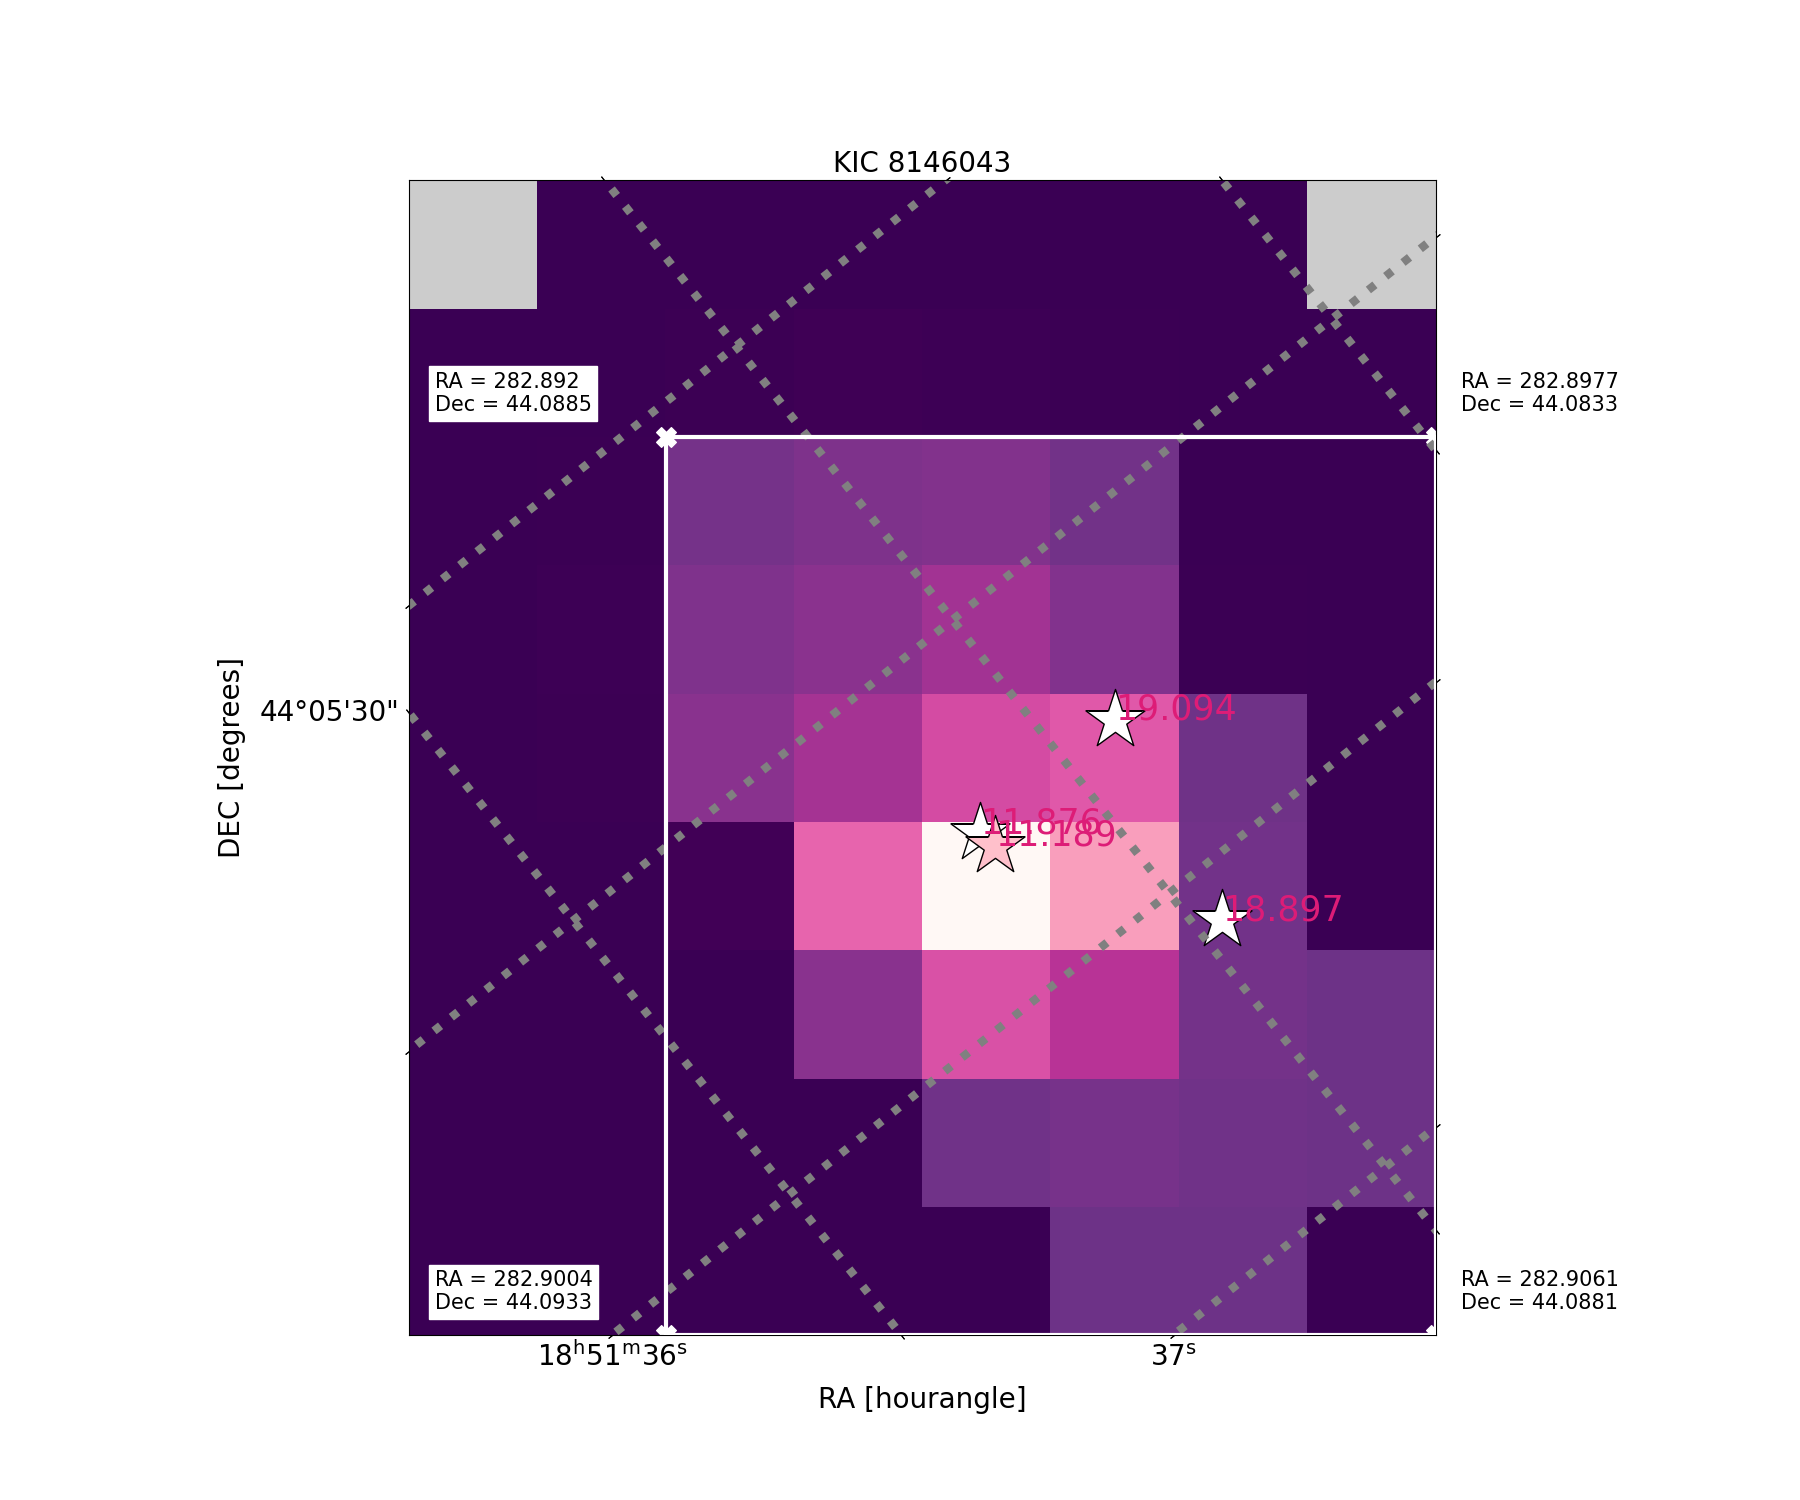 KIC 8146043
RA = 282.892
Dec = 44.0885
RA = 282.8977
Dec = 44.0833
19.094
44°05'30"
DEC [degrees]
11.876
11.189
18.897
RA = 282.9004
Dec = 44.0933
RA = 282.9061
Dec = 44.0881
18h51m36s
37s
RA [hourangle]